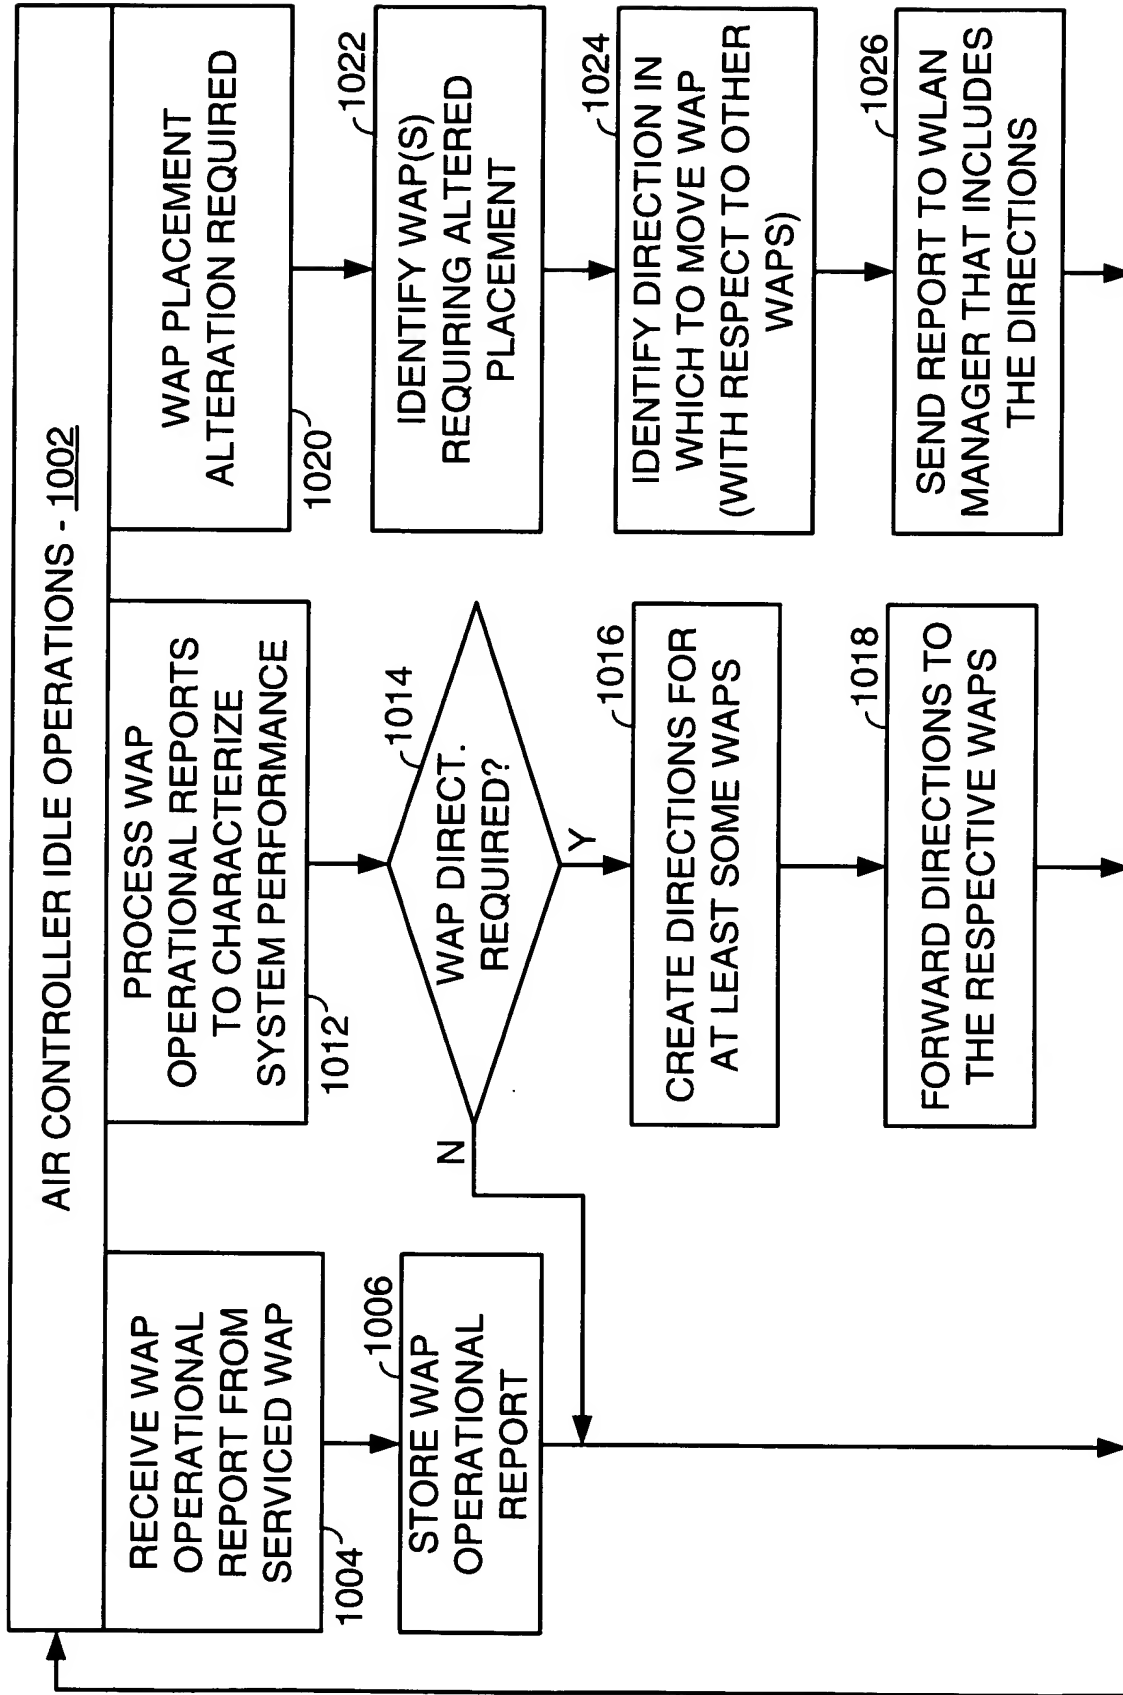 AIR CONTROLLER IDLE OPERATIONS - 1002
RECEIVE WAP
OPERATIONAL
REPORT FROM
SERVICED WAP
1004
STORE WAP
OPERATIONAL
REPORT
1006
PROCESS WAP
OPERATIONAL REPORTS
TO CHARACTERIZE
SYSTEM PERFORMANCE
1012
WAP DIRECT.
REQUIRED?
1014
N
Y
CREATE DIRECTIONS FOR
AT LEAST SOME WAPS
1016
FORWARD DIRECTIONS TO
THE RESPECTIVE WAPS
1018
WAP PLACEMENT
ALTERATION REQUIRED
1020
IDENTIFY WAP(S)
REQUIRING ALTERED
PLACEMENT
1022
IDENTIFY DIRECTION IN
WHICH TO MOVE WAP
(WITH RESPECT TO OTHER
WAPS)
1024
SEND REPORT TO WLAN
MANAGER THAT INCLUDES
THE DIRECTIONS
1026